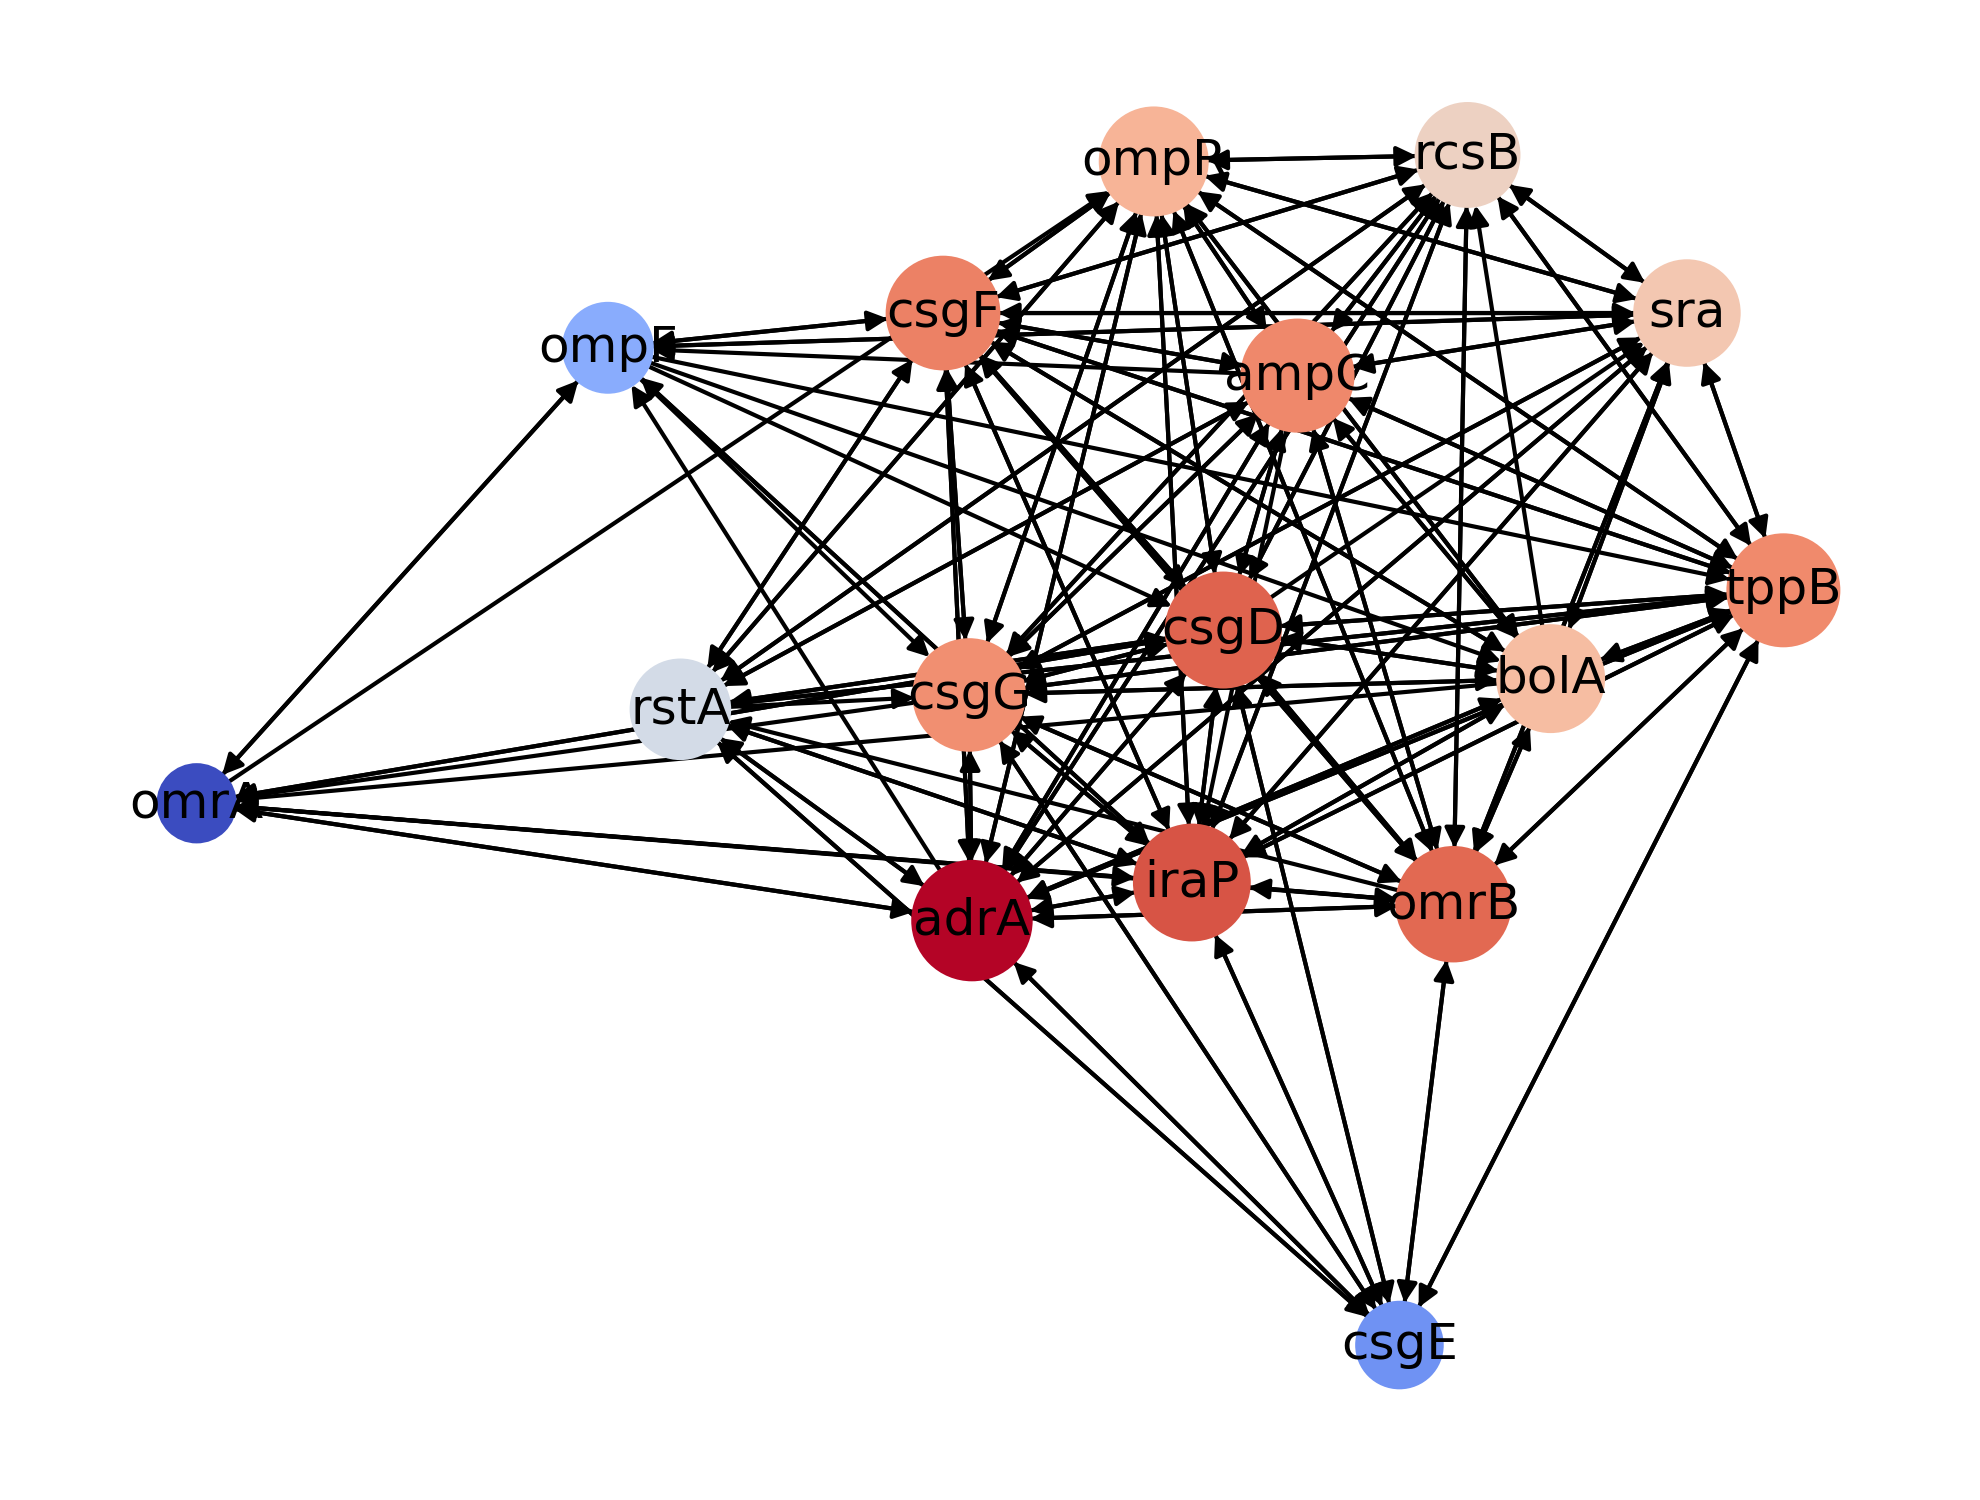 ompR
rcsB
csgF
sra
ompF
ampC
tppB
csgD
bolA
csgG
rstA
omrA
iraP
omrB
adrA
csgE